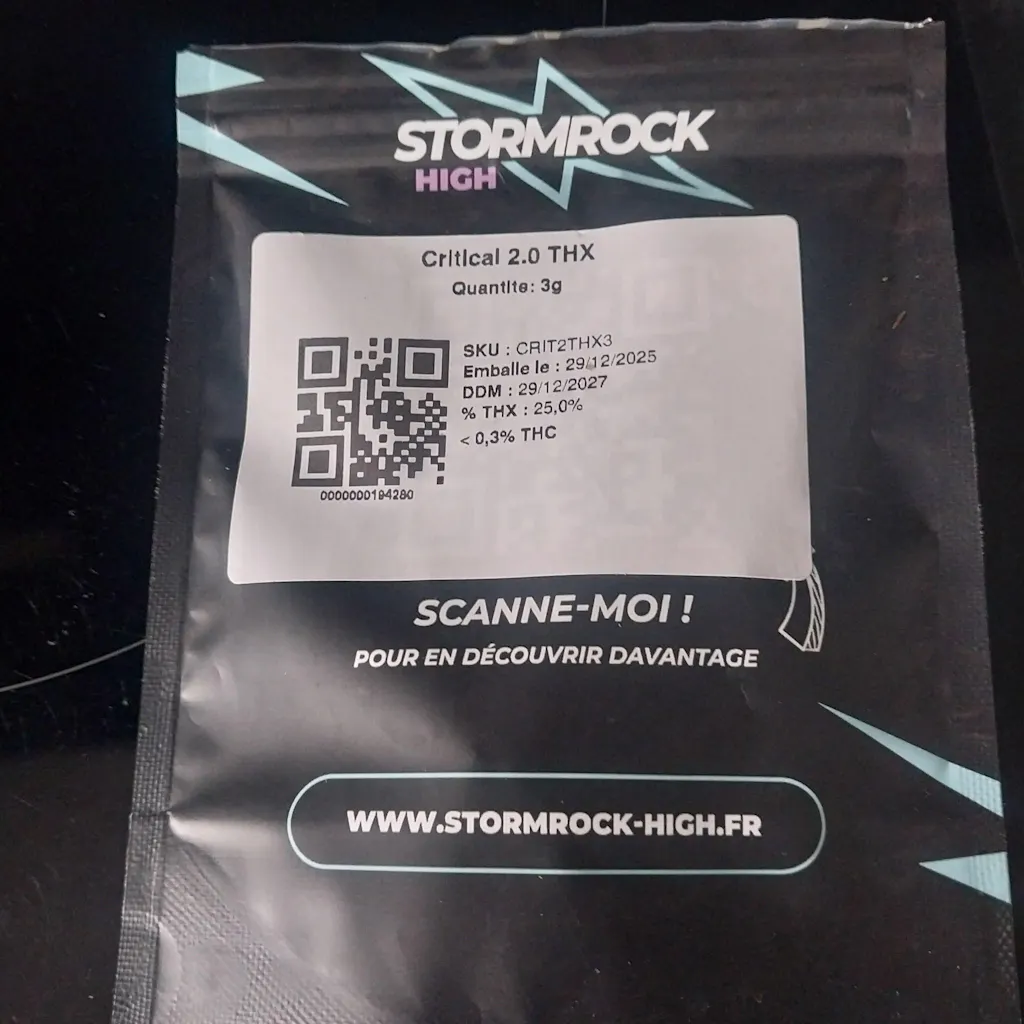 STORMROCK
HIGH
Critical 2.0 THX
Quantite: 3g
SKU : CRIT2THX3
Emballe le : 29/12/2025
DDM : 29/12/2027
% THX : 25,0%
< 0,3% THC
0000000194280
SCANNE-MOI !
POUR EN DÉCOUVRIR DAVANTAGE
WWW.STORMROCK-HIGH.FR